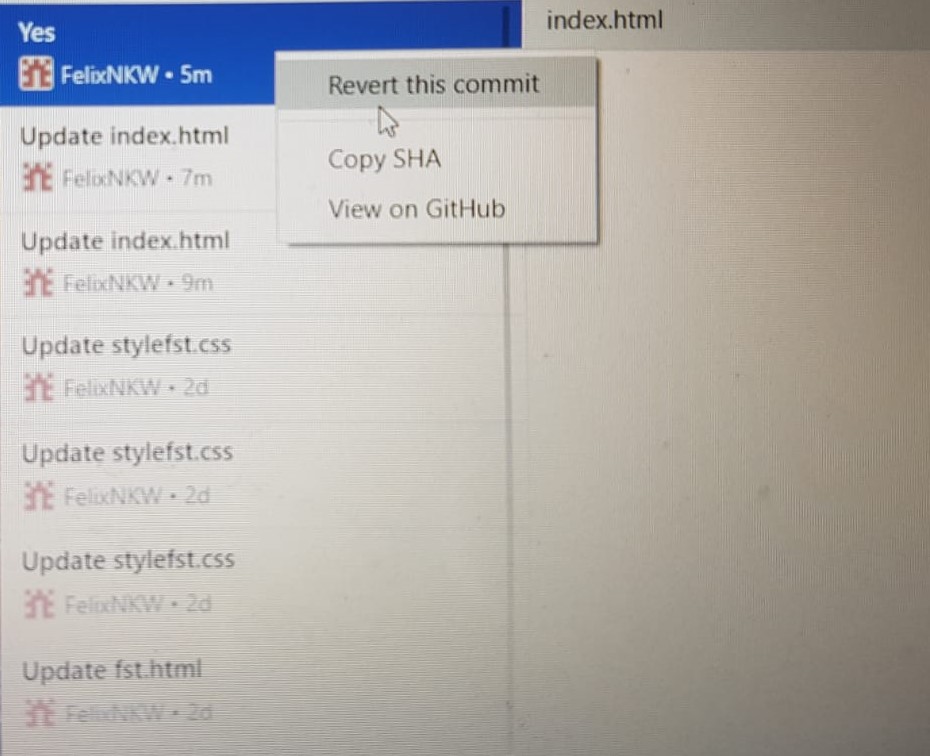 Yes
FelixNKW • 5m
index.html
Revert this commit
Copy SHA
View on GitHub
Update index.html
FelixNKW • 7m
Update index.html
FelixNKW • 9m
Update stylefst.css
FelixNKW • 2d
Update stylefst.css
FelixNKW • 2d
Update stylefst.css
FelixNKW • 2d
Update fst.html
FelixNKW • 2d